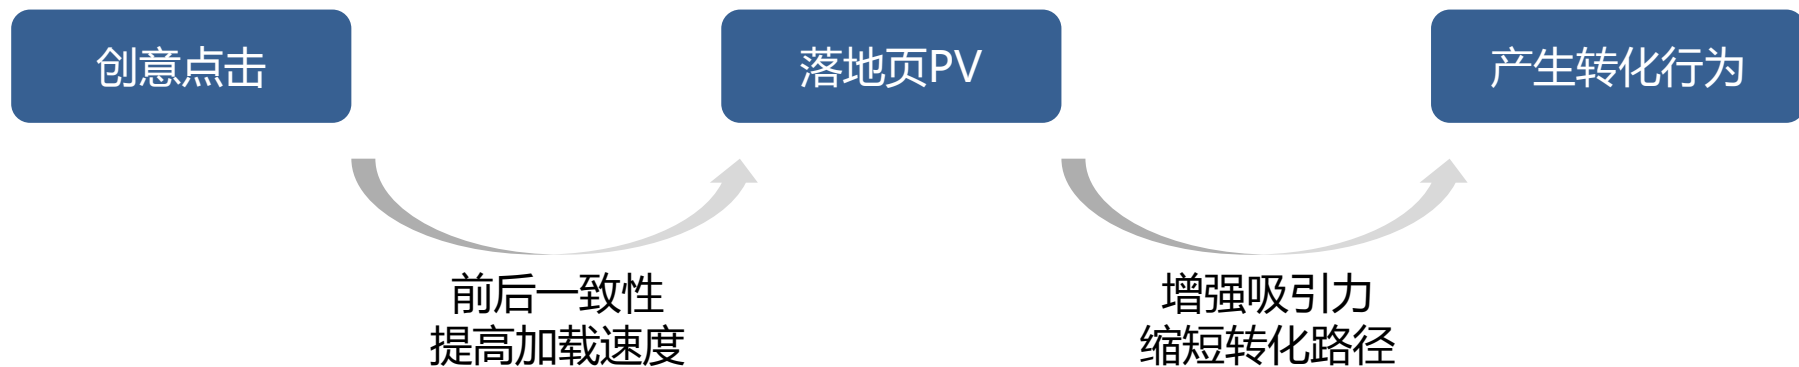 创意点击
落地页PV
产生转化行为
前后一致性
提高加载速度
增强吸引力
缩短转化路径